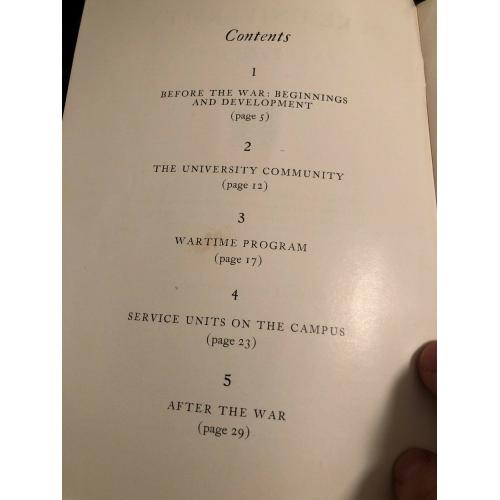 Contents
1
BEFORE THE WAR: BEGINNINGS
AND DEVELOPMENT
(page 5)
2
THE UNIVERSITY COMMUNITY
(page 12)
3
WARTIME PROGRAM
(page 17)
4
SERVICE UNITS ON THE CAMPUS
(page 23)
5
AFTER THE WAR
(page 29)